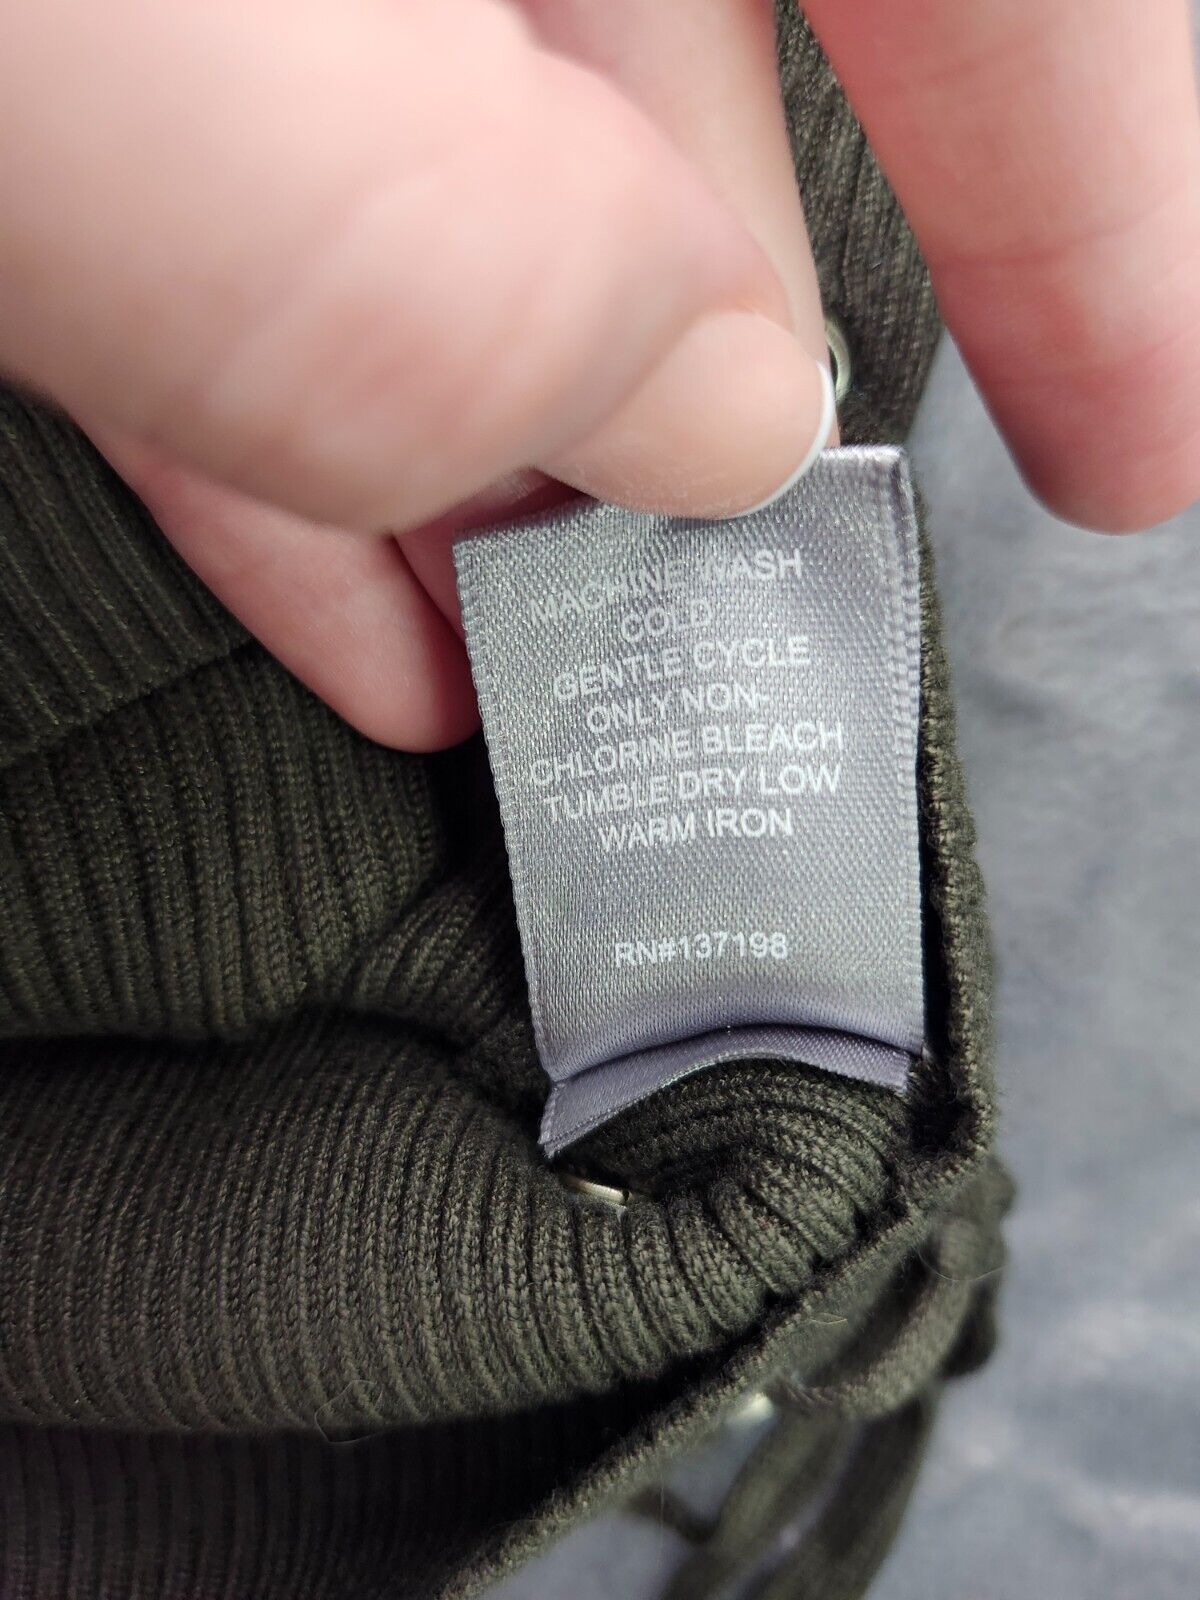 MACHINE WASH
COLD
GENTLE CYCLE
ONLY NON-
CHLORINE BLEACH
TUMBLE DRY LOW
WARM IRON
RN#137198